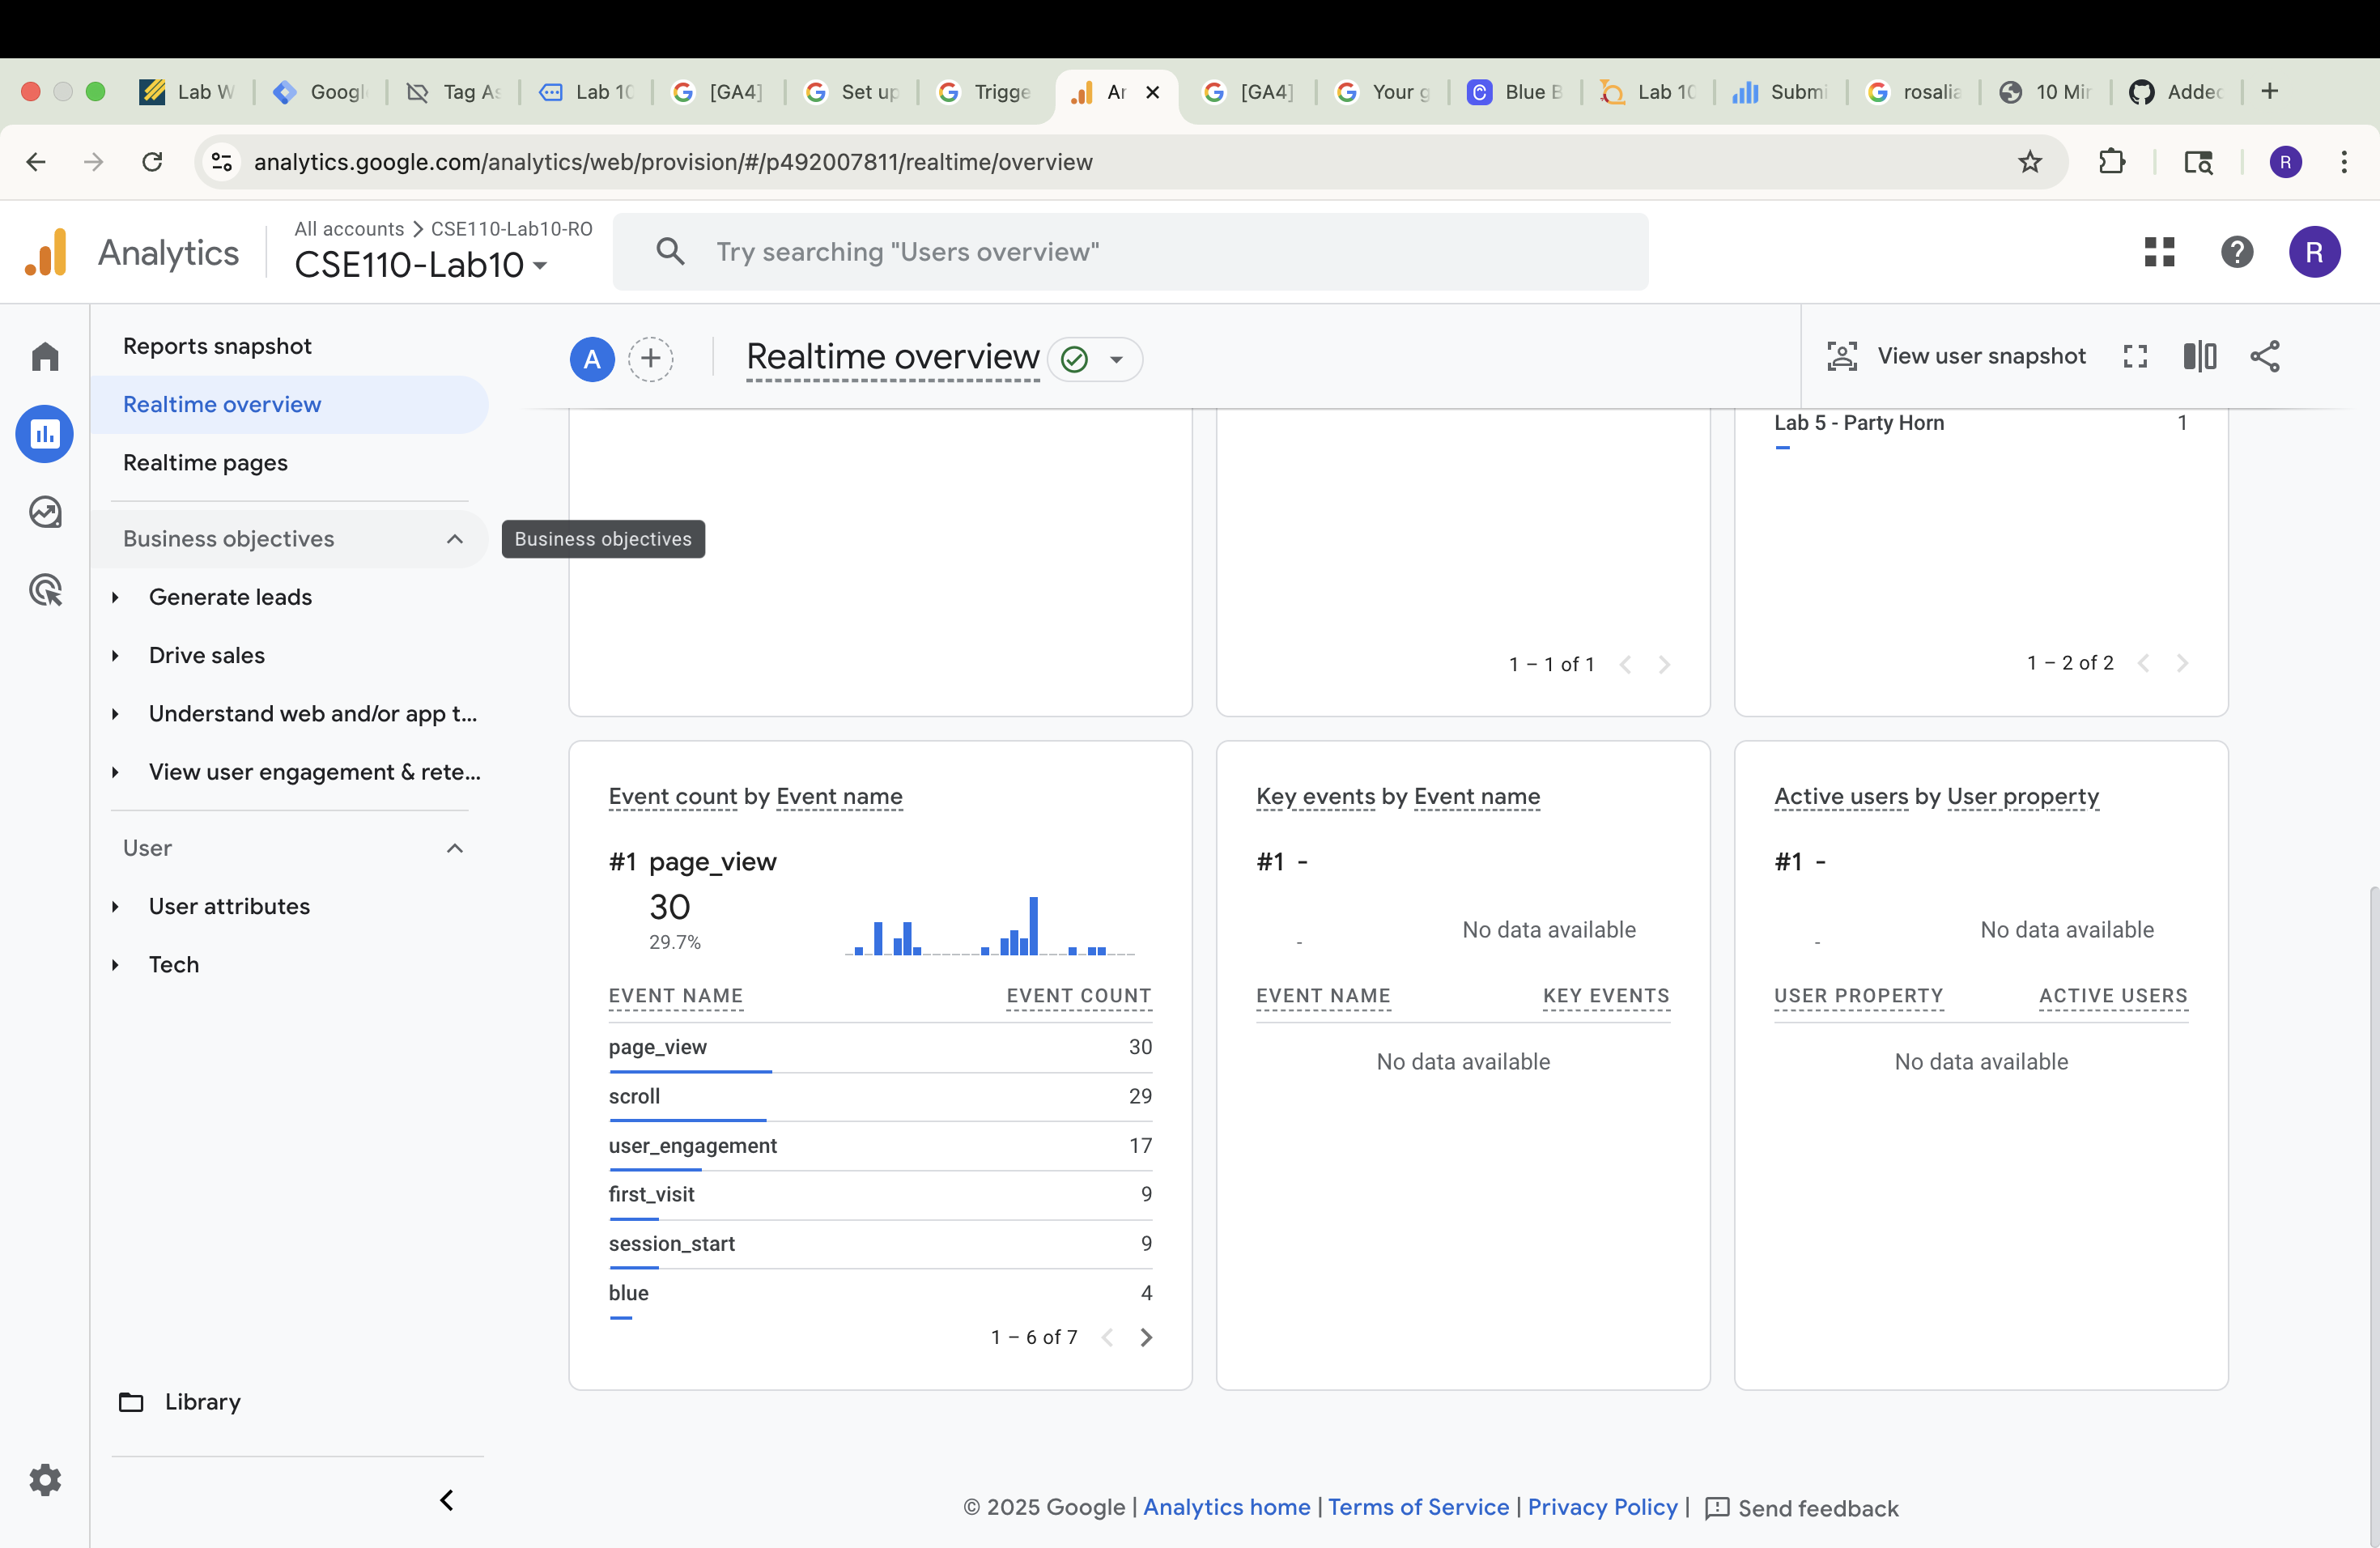 Lab W
Googl
Tag As
Lab 10
[GA4]
Set up
Trigge
Ar
[GA4]
Your g
Blue B
Lab 10
Submi
rosalia
10 Min
Added
analytics.google.com/analytics/web/provision/#/p492007811/realtime/overview
R
Analytics
All accounts > CSE110-Lab10-RO
CSE110-Lab10
Try searching "Users overview"
R
Reports snapshot
Realtime overview
Realtime pages
Business objectives
Business objectives
Generate leads
Drive sales
Understand web and/or app t...
View user engagement & rete...
User
User attributes
Tech
Library
A
Realtime overview
View user snapshot
Lab 5 - Party Horn 1
1 – 1 of 1
1 – 2 of 2
Event count by Event name
#1 page_view
30
29.7%
EVENT NAME EVENT COUNT
page_view 30
scroll 29
user_engagement 17
first_visit 9
session_start 9
blue 4
1 – 6 of 7
Key events by Event name
#1 -
-
No data available
EVENT NAME KEY EVENTS
No data available
Active users by User property
#1 -
-
No data available
USER PROPERTY ACTIVE USERS
No data available
© 2025 Google | Analytics home | Terms of Service | Privacy Policy | Send feedback